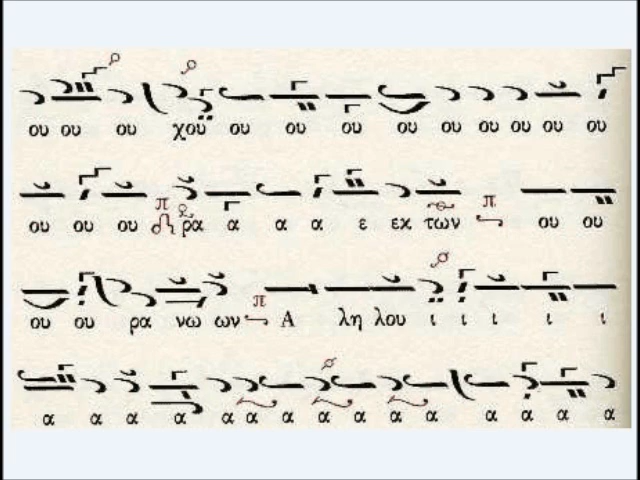 ου ου ου χου ου ου ου ου ου ου ου ου ου
ου ου ου π ρα α α α ε εκ των π ου ου
ου ου ρα νω ων π Α λη λου ι ι ι ι ι
α α α α α α α α α α α α α α α